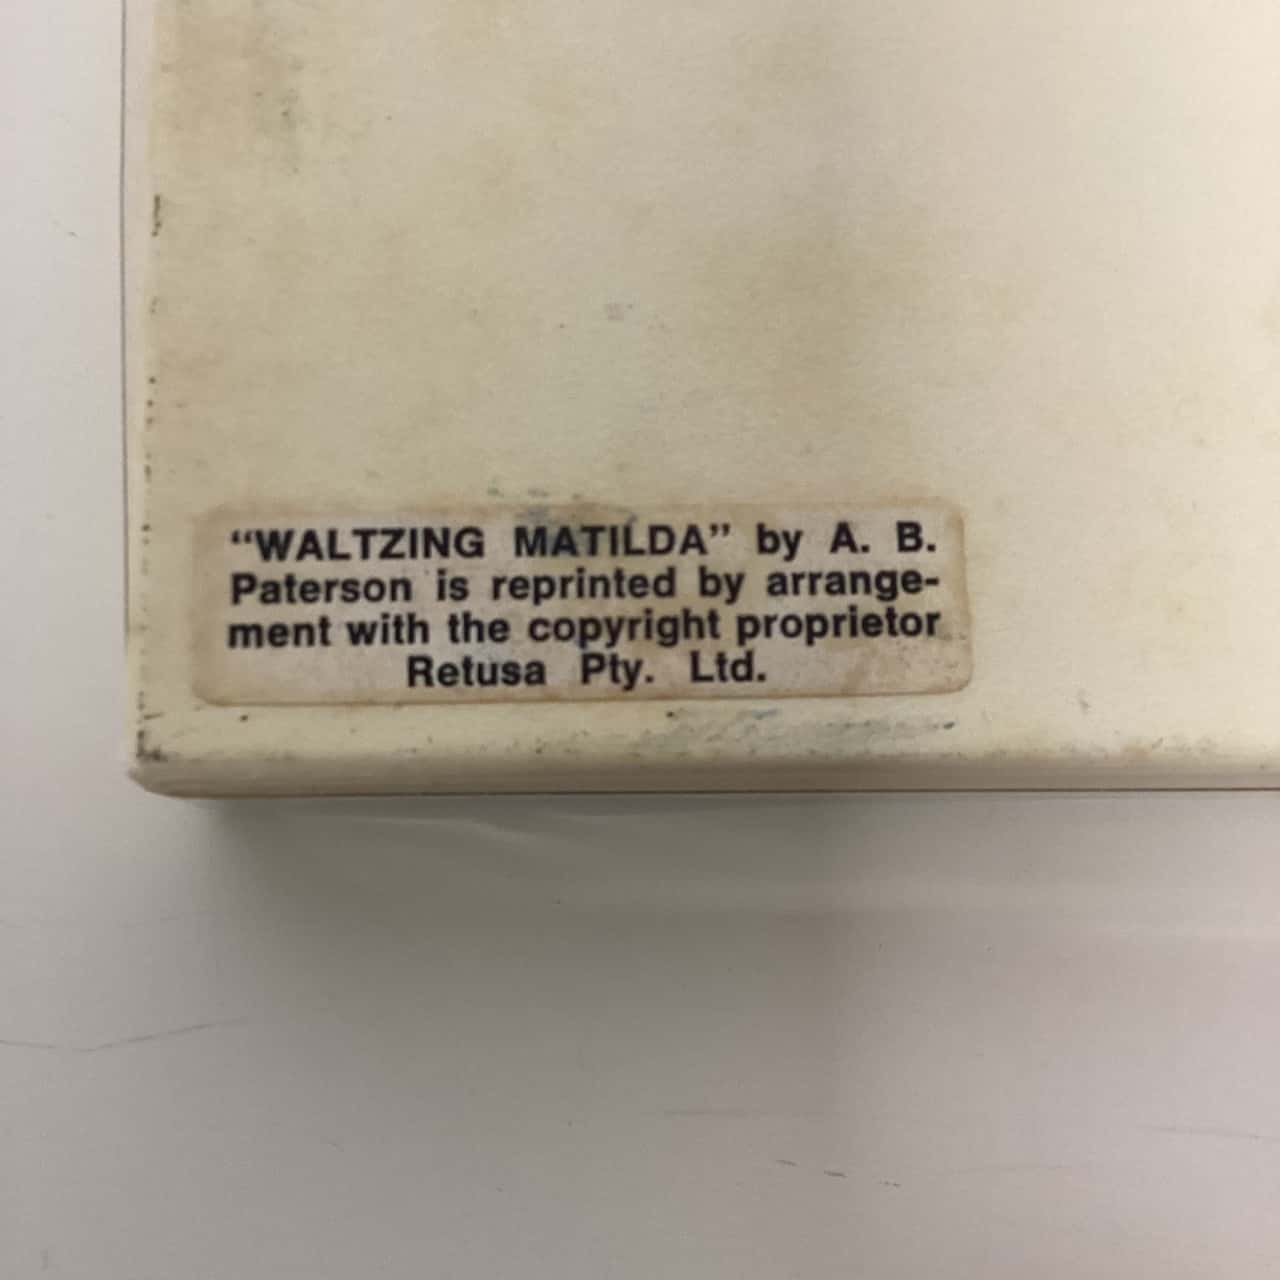 “WALTZING MATILDA” by A. B.
Paterson is reprinted by arrange-
ment with the copyright proprietor
Retusa Pty. Ltd.